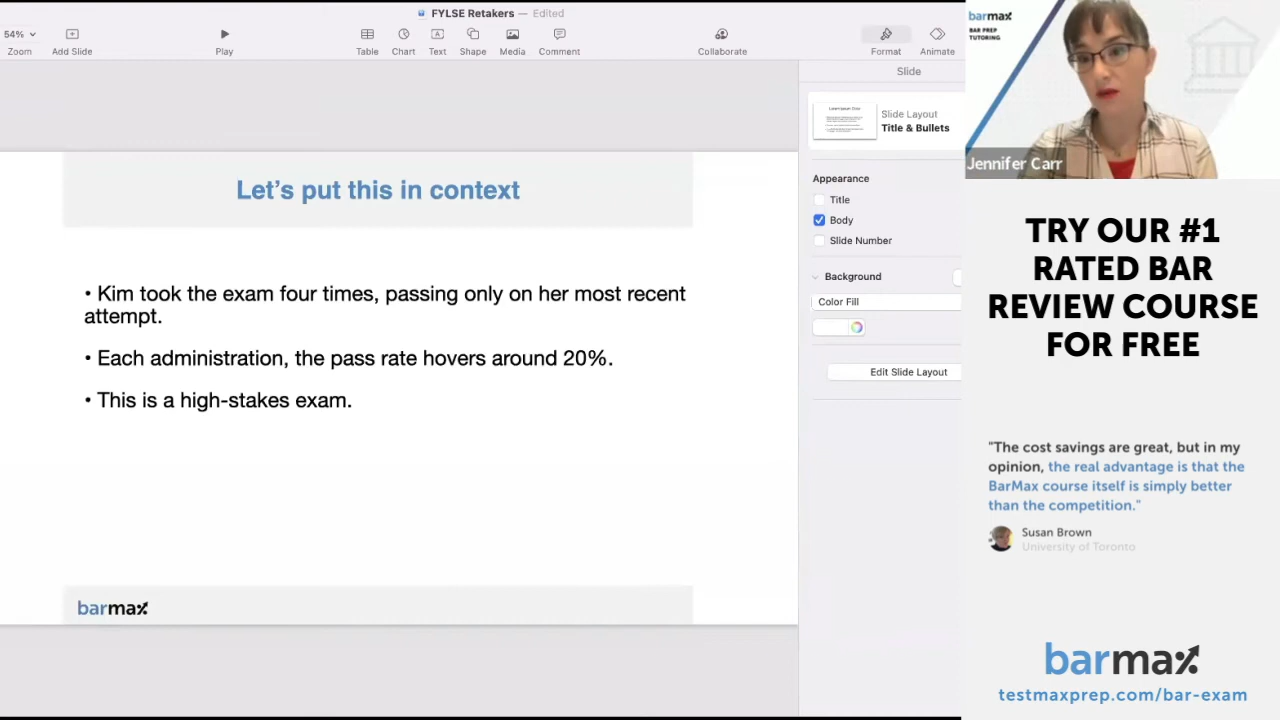 FYLSE Retakers — Edited
54%
Zoom
Add Slide
Play
Table
Chart
Text
Shape
Media
Comment
Collaborate
Format
Animate
Let's put this in context
• Kim took the exam four times, passing only on her most recent
attempt.
• Each administration, the pass rate hovers around 20%.
• This is a high-stakes exam.
barmax
Slide
Slide Layout
Title & Bullets
Appearance
Title
Body
Slide Number
Background
Color Fill
Edit Slide Layout
barmax
BAR PREP
TUTORING
Jennifer Carr
TRY OUR #1
RATED BAR
REVIEW COURSE
FOR FREE
"The cost savings are great, but in my
opinion, the real advantage is that the
BarMax course itself is simply better
than the competition."
Susan Brown
University of Toronto
barmax
testmaxprep.com/bar-exam